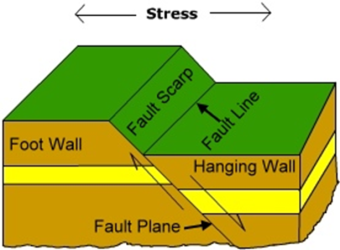 Stress
Fault Scarp
Fault Line
Foot Wall
Hanging Wall
Fault Plane